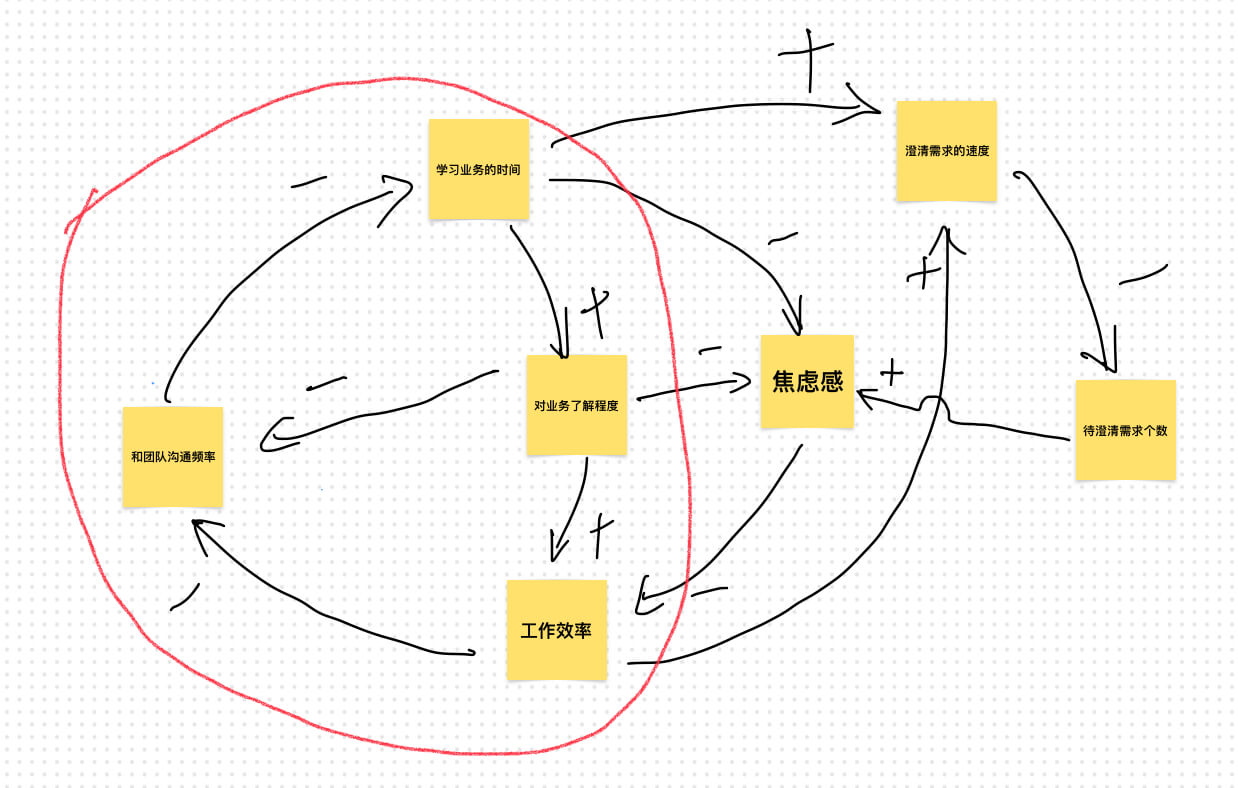 +
澄清需求的速度
学习业务的时间
-
-
+
-
+
-
+
焦虑感
-
对业务了解程度
待澄清需求个数
和团队沟通频率
+
-
-
工作效率